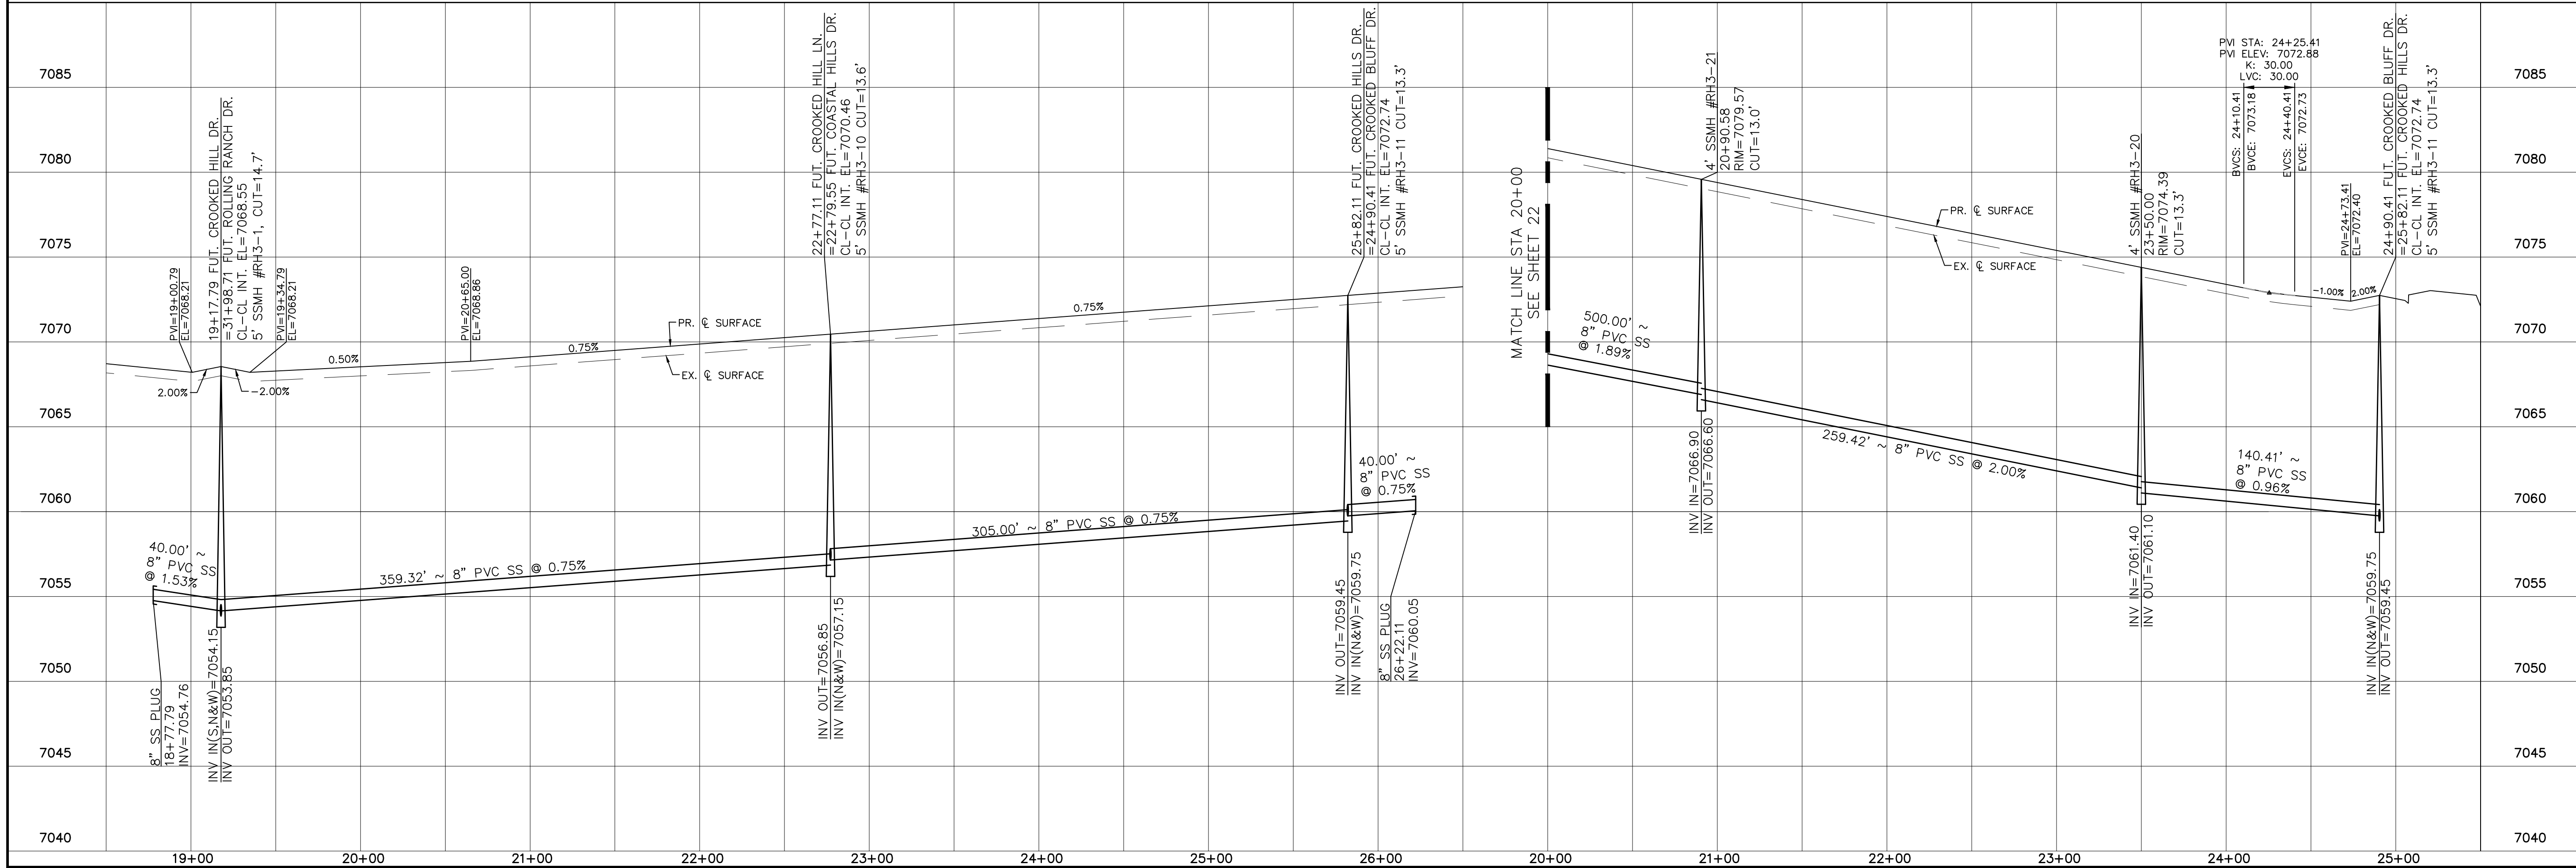 7085
7080
7075
7070
7065
7060
7055
7050
7045
7040
PVI=19+00.79
EL=7068.21
19+17.79 FUT. CROOKED HILL DR.
=31+98.71 FUT. ROLLING RANCH DR.
CL-CL INT. EL=7068.55
5' SSMH #RH3-1, CUT=14.7'
PVI=19+34.79
EL=7068.21
2.00%
-2.00%
0.50%
PVI=20+65.00
EL=7068.86
0.75%
PR. ℄ SURFACE
EX. ℄ SURFACE
22+77.11 FUT. CROOKED HILL LN.
=22+79.55 FUT. COASTAL HILLS DR.
CL-CL INT. EL=7070.46
5' SSMH #RH3-10 CUT=13.6'
0.75%
25+82.11 FUT. CROOKED HILLS DR.
=24+90.41 FUT. CROOKED BLUFF DR.
CL-CL INT. EL=7072.74
5' SSMH #RH3-11 CUT=13.3'
40.00' ~
8" PVC SS
@ 1.53%
359.32' ~ 8" PVC SS @ 0.75%
305.00' ~ 8" PVC SS @ 0.75%
40.00' ~
8" PVC SS
@ 0.75%
8" SS PLUG
18+77.79
INV=7054.76
INV IN(S,N&W)=7054.15
INV OUT=7053.85
INV OUT=7056.85
INV IN(N&W)=7057.15
INV OUT=7059.45
INV IN(N&W)=7059.75
8" SS PLUG
26+22.11
INV=7060.05
MATCH LINE STA 20+00
SEE SHEET 22
500.00' ~
8" PVC SS
@ 1.89%
4' SSMH #RH3-21
20+90.58
RIM=7079.57
CUT=13.0'
PR. ℄ SURFACE
EX. ℄ SURFACE
INV IN=7066.90
INV OUT=7066.60
259.42' ~ 8" PVC SS @ 2.00%
4' SSMH #RH3-20
23+50.00
RIM=7074.39
CUT=13.3'
INV IN=7061.40
INV OUT=7061.10
PVI STA: 24+25.41
PVI ELEV: 7072.88
K: 30.00
LVC: 30.00
BVCS: 24+10.41
BVCE: 7073.18
EVCS: 24+40.41
EVCE: 7072.73
PVI=24+73.41
EL=7072.40
-1.00%
2.00%
24+90.41 FUT. CROOKED BLUFF DR.
=25+82.11 FUT. CROOKED HILLS DR.
CL-CL INT. EL=7072.74
5' SSMH #RH3-11 CUT=13.3'
140.41' ~
8" PVC SS
@ 0.96%
INV IN(N&W)=7059.75
INV OUT=7059.45
7085
7080
7075
7070
7065
7060
7055
7050
7045
7040
19+00
20+00
21+00
22+00
23+00
24+00
25+00
26+00
20+00
21+00
22+00
23+00
24+00
25+00